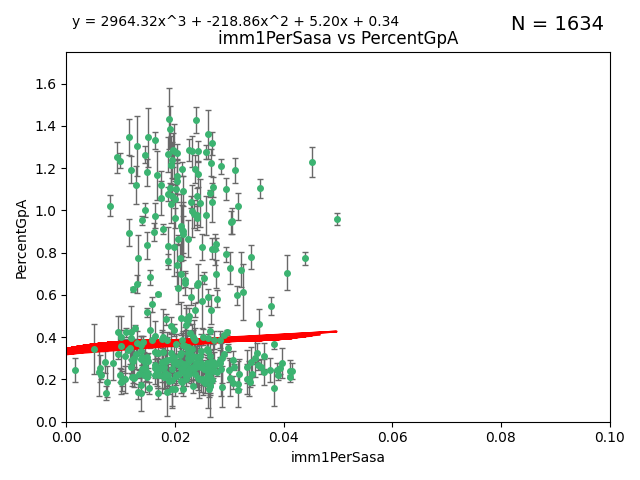 y = 2964.32x^3 + -218.86x^2 + 5.20x + 0.34
N = 1634
imm1PerSasa vs PercentGpA
1.6
1.4
1.2
1.0
0.8
0.6
0.4
0.2
0.0
PercentGpA
0.00 0.02 0.04 0.06 0.08 0.10
imm1PerSasa